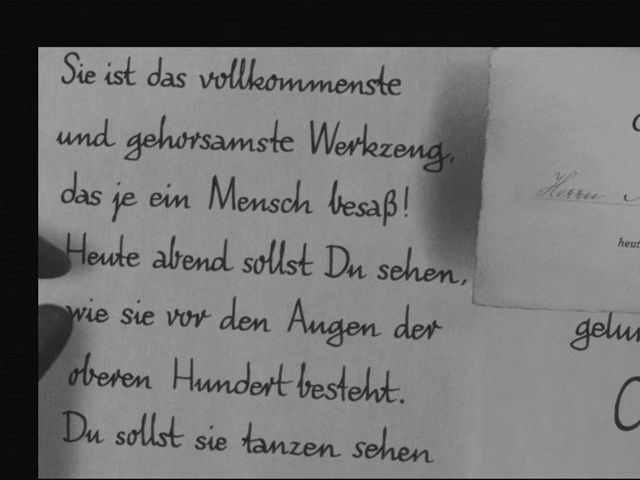 Sie ist das vollkommenste
und gehorsamste Werkzeug,
das je ein Mensch besaß!
Heute abend sollst Du sehen,
wie sie vor den Augen der
oberen Hundert besteht.
Du sollst sie tanzen sehen
Herrn